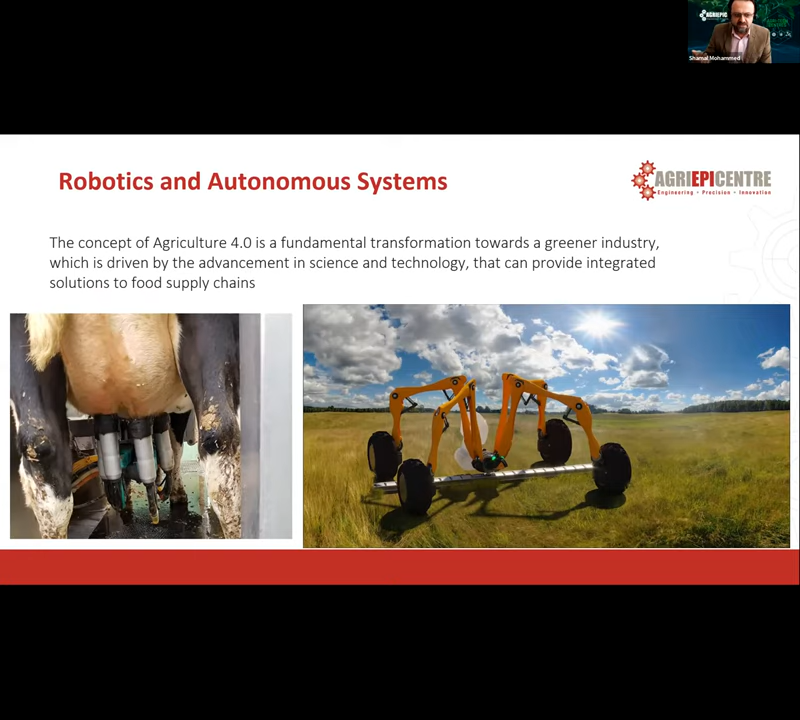 AGRIEPIC
Shamal Mohammed
Robotics and Autonomous Systems
AGRIEPICENTRE
Engineering • Precision • Innovation
The concept of Agriculture 4.0 is a fundamental transformation towards a greener industry,
which is driven by the advancement in science and technology, that can provide integrated
solutions to food supply chains